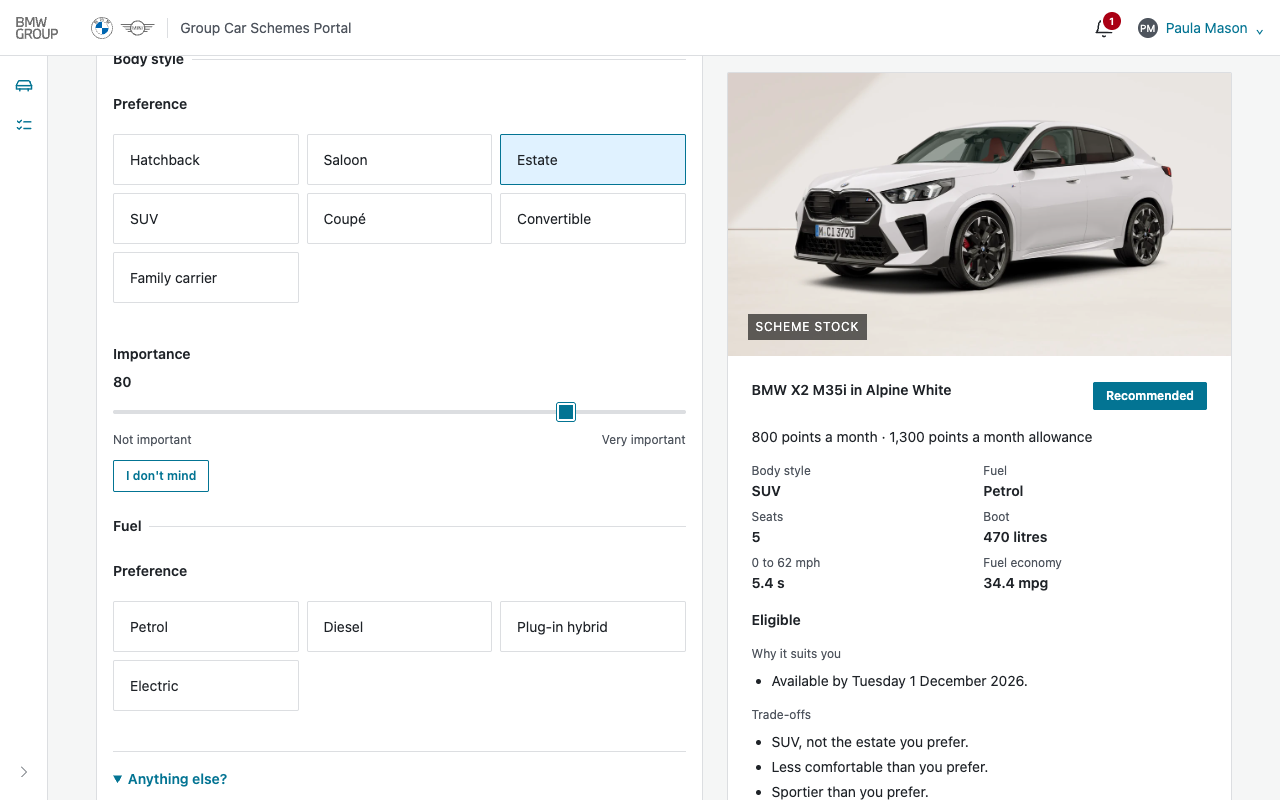 BMW
GROUP
MINI
Group Car Schemes Portal
1
PM
Paula Mason
Body style
Preference
Hatchback
Saloon
Estate
SUV
Coupé
Convertible
Family carrier
Importance
80
Not important
Very important
I don't mind
Fuel
Preference
Petrol
Diesel
Plug-in hybrid
Electric
Anything else?
M·CI 3790
SCHEME STOCK
BMW X2 M35i in Alpine White
Recommended
800 points a month · 1,300 points a month allowance
Body style
SUV
Fuel
Petrol
Seats
5
Boot
470 litres
0 to 62 mph
5.4 s
Fuel economy
34.4 mpg
Eligible
Why it suits you
• Available by Tuesday 1 December 2026.
Trade-offs
• SUV, not the estate you prefer.
• Less comfortable than you prefer.
• Sportier than you prefer.